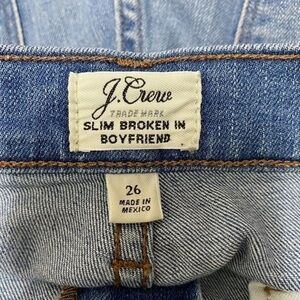 J.Crew
TRADE MARK
SLIM BROKEN IN
BOYFRIEND
26
MADE IN
MEXICO